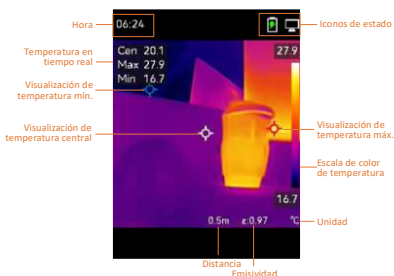 Hora
06:24
Iconos de estado
Temperatura en
tiempo real
Cen 20.1
Max 27.9
Min 16.7
27.9
Visualización de
temperatura mín.
Visualización de
temperatura central
Visualización de
temperatura máx.
Escala de color
de temperatura
16.7
0.5m
ε:0.97
°C
Unidad
Distancia
Emisividad